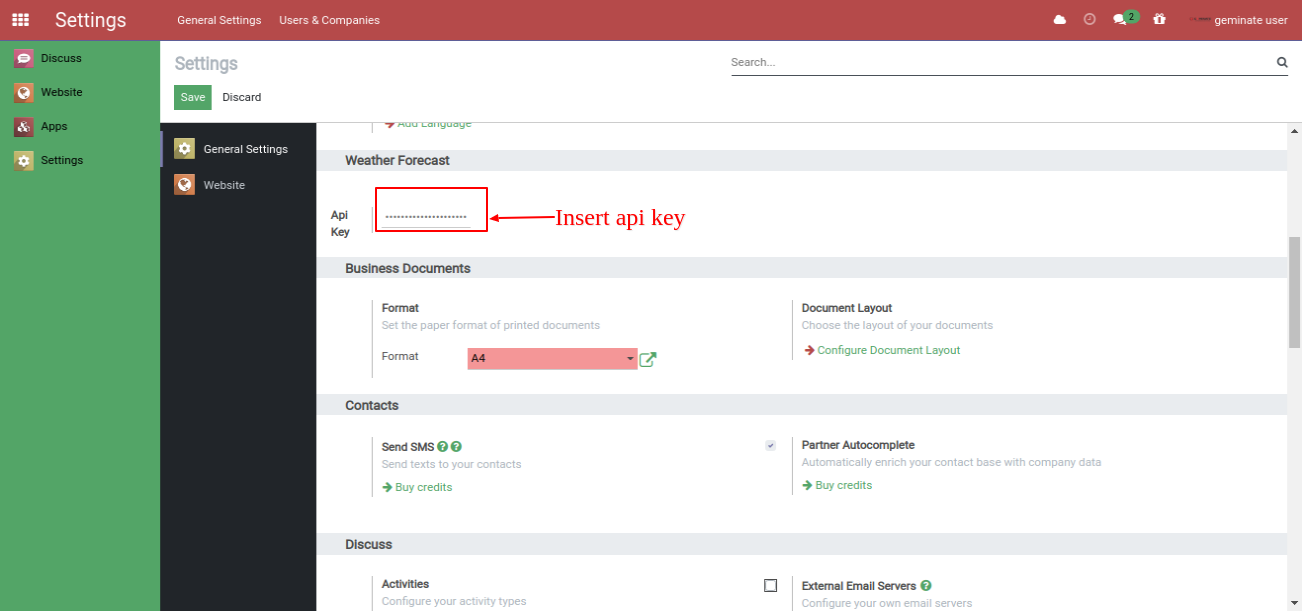 Settings General Settings Users & Companies 2 geminate user
Discuss
Website
Apps
Settings
Settings
Search...
Save Discard
General Settings
Website
Add Language
Weather Forecast
Api
Key
Insert api key
Business Documents
Format
Set the paper format of printed documents
Format A4
Document Layout
Choose the layout of your documents
Configure Document Layout
Contacts
Send SMS
Send texts to your contacts
Buy credits
Partner Autocomplete
Automatically enrich your contact base with company data
Buy credits
Discuss
Activities
Configure your activity types
External Email Servers
Configure your own email servers